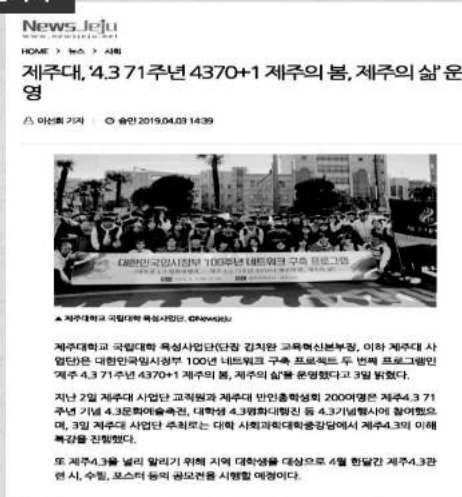 News Jeju
www.newsjeju.net
HOME > 뉴스 > 사회
제주대, '4.3 71주년 4370+1 제주의 봄, 제주의 삶' 운
영
이선희 기자 승인 2019.04.03 14:39
대한민국임시정부 100주년 네트워크 구축 프로그램
▲ 제주대학교 국립대학 육성사업단. ©Newsjeju
제주대학교 국립대학 육성사업단(단장 김치완 교육혁신본부장, 이하 제주대 사
업단)은 대한민국임시정부 100년 네트워크 구축 프로젝트 두 번째 프로그램인
'제주 4.3 71주년 4370+1 제주의 봄, 제주의 삶'을 운영했다고 3일 밝혔다.
지난 2일 제주대 사업단 교직원과 제주대 만인총학생회 200여명은 제주4.3 71
주년 기념 4.3문화예술축전, 대학생 4.3평화대행진 등 4.3기념행사에 참여했으
며, 3일 제주대 사업단 주최로는 대학 사회과학대학중강당에서 제주4.3의 이해
특강을 진행했다.
또 제주4.3을 널리 알리기 위해 지역 대학생을 대상으로 4월 한달간 제주4.3관
련 시, 수필, 포스터 등의 공모전을 시행할 예정이다.